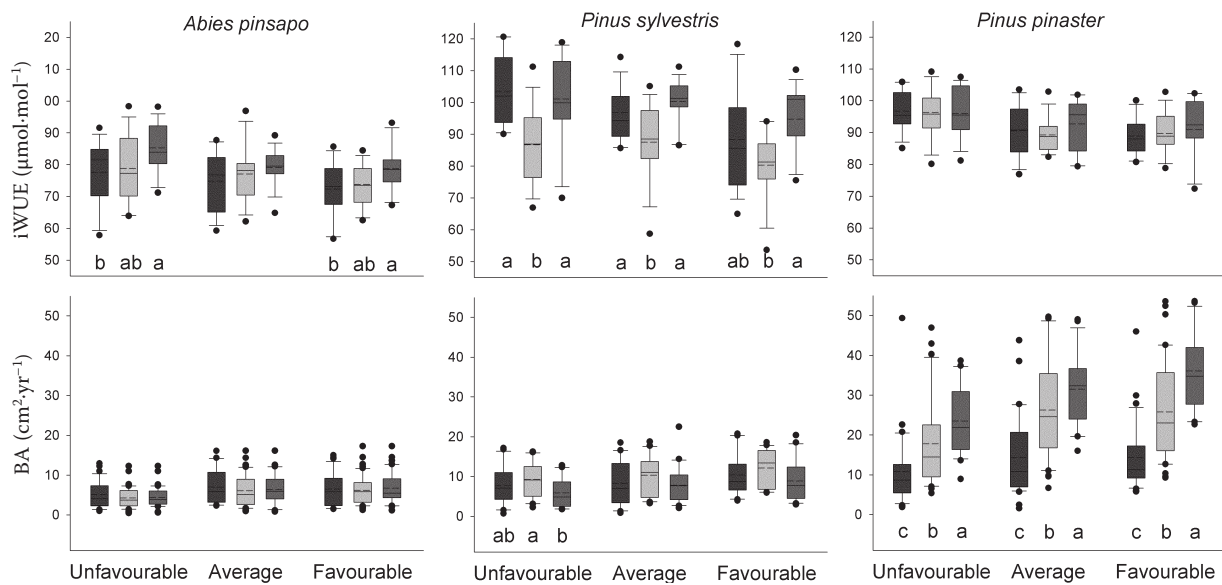 Abies pinsapo
Pinus sylvestris
Pinus pinaster
iWUE (µmol·mol⁻¹)
20
00
90
80
70
60
50
120
110
100
90
80
70
60
50
120
110
100
90
80
70
60
50
b ab a
b ab a
a b a
a b a
ab b a
BA (cm²·yr⁻¹)
50
40
30
20
10
0
50
40
30
20
10
0
50
40
30
20
10
0
ab a b
c b a
c b a
c b a
Unfavourable Average Favourable
Unfavourable Average Favourable
Unfavourable Average Favourable